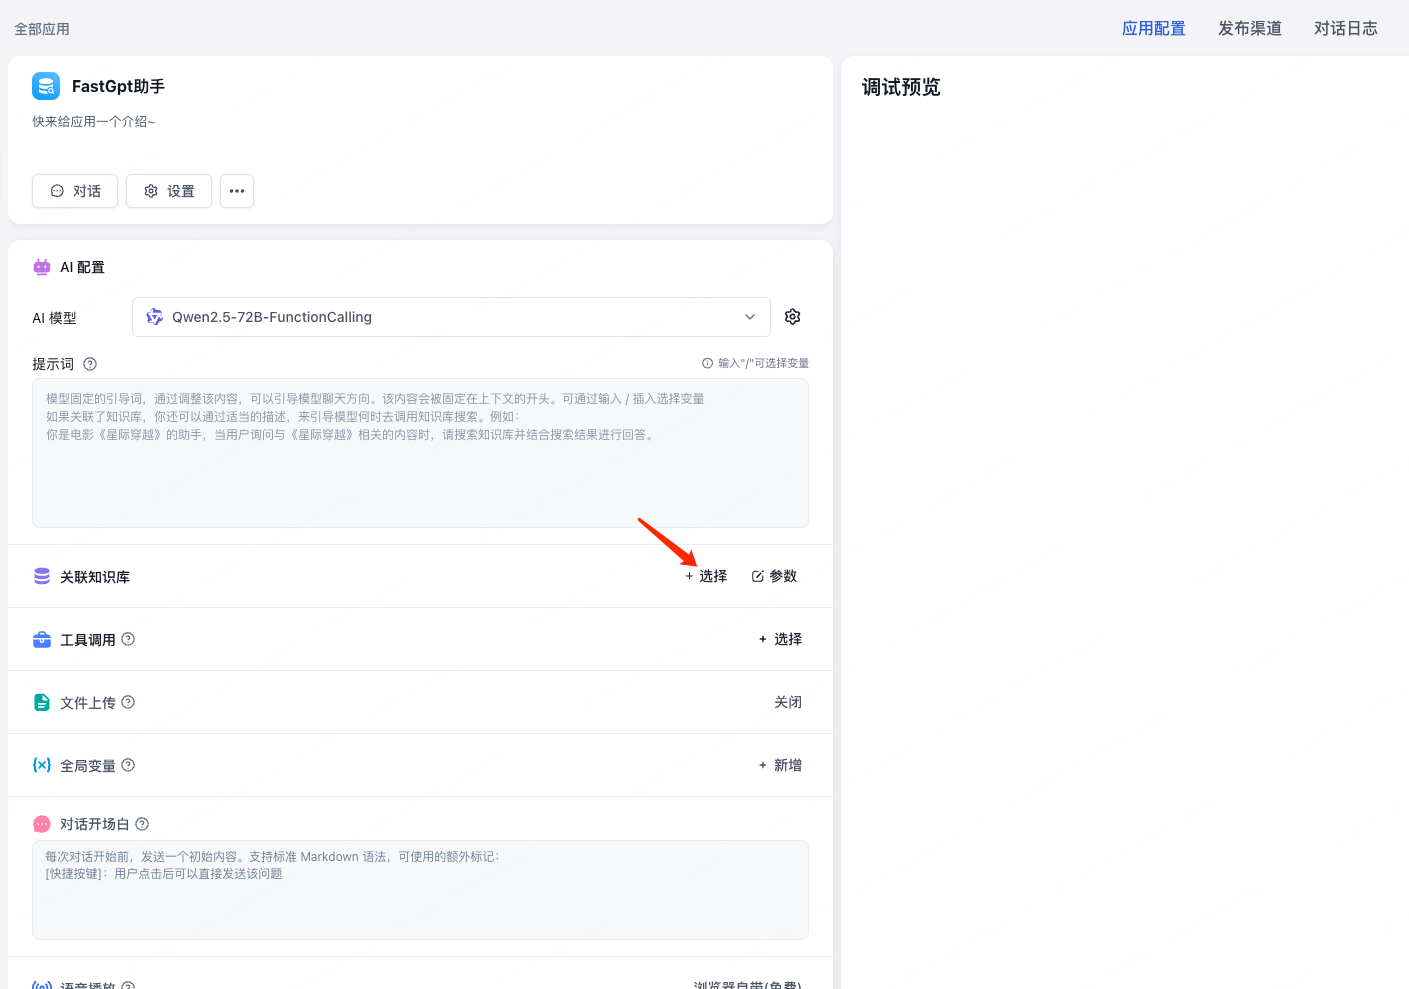 全部应用
应用配置 发布渠道 对话日志
FastGpt助手
快来给应用一个介绍~
对话 设置
调试预览
AI 配置
AI 模型 Qwen2.5-72B-FunctionCalling
提示词 输入"/"可选择变量
模型固定的引导词，通过调整该内容，可以引导模型聊天方向。该内容会被固定在上下文的开头。可通过输入 / 插入选择变量
如果关联了知识库，你还可以通过适当的描述，来引导模型何时去调用知识库搜索。例如：
你是电影《星际穿越》的助手，当用户询问与《星际穿越》相关的内容时，请搜索知识库并结合搜索结果进行回答。
关联知识库 + 选择 参数
工具调用 + 选择
文件上传 关闭
全局变量 + 新增
对话开场白
每次对话开始前，发送一个初始内容。支持标准 Markdown 语法，可使用的额外标记：
[快捷按键]：用户点击后可以直接发送该问题
语音播放 浏览器自带(免费)